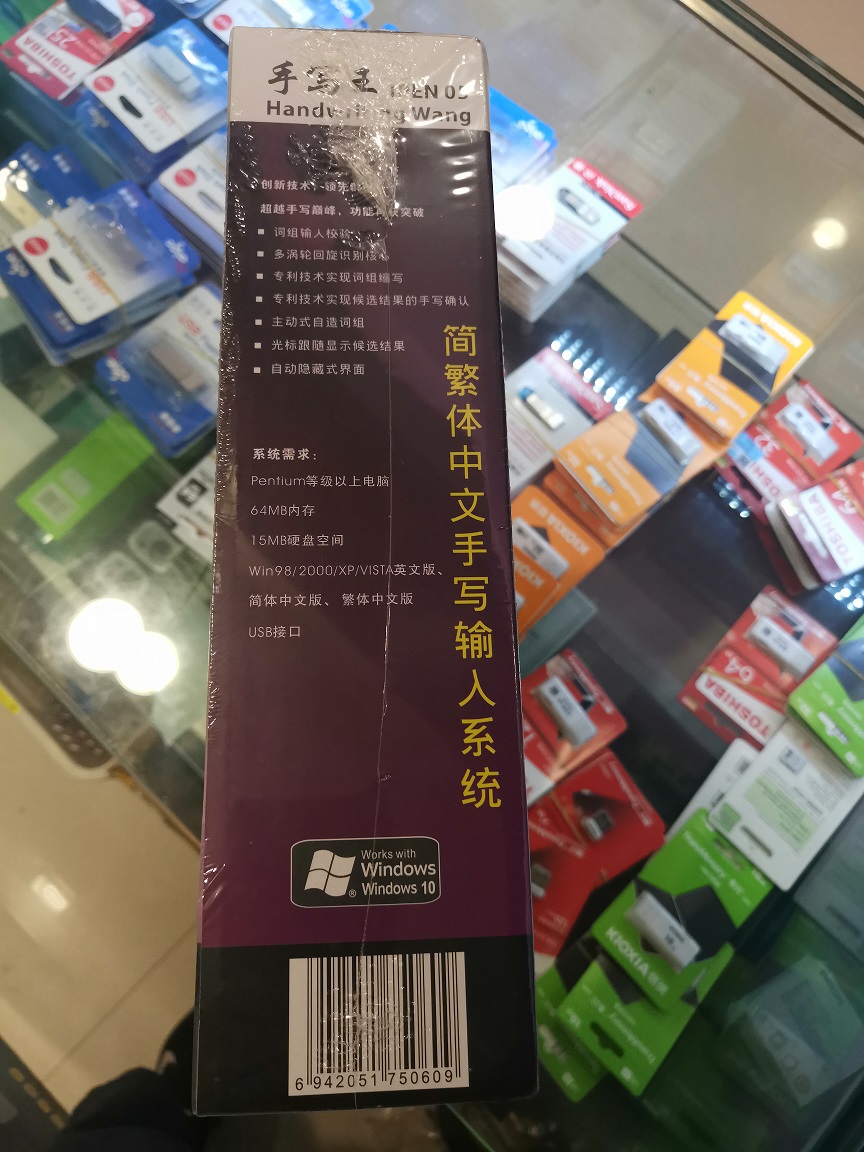 手写王
Handwriting Wang
创新技术
超越手写巅峰，功能再次突破
■ 词组输入校验
■ 多涡轮回旋识别核心
■ 专利技术实现词组缩写
■ 专利技术实现候选结果的手写确认
■ 主动式自造词组
■ 光标跟随显示候选结果
■ 自动隐藏式界面
简繁体中文手写输入系统
系统需求：
Pentium等级以上电脑
64MB内存
15MB硬盘空间
Win98/2000/XP/VISTA英文版、
简体中文版、繁体中文版
USB接口
Works with
Windows
®
Windows 10
6 942051 750609
TOSHIBA
KIOXIA
TOSHIBA
TOSHIBA
TOSHIBA
KIOXIA
KIOXIA